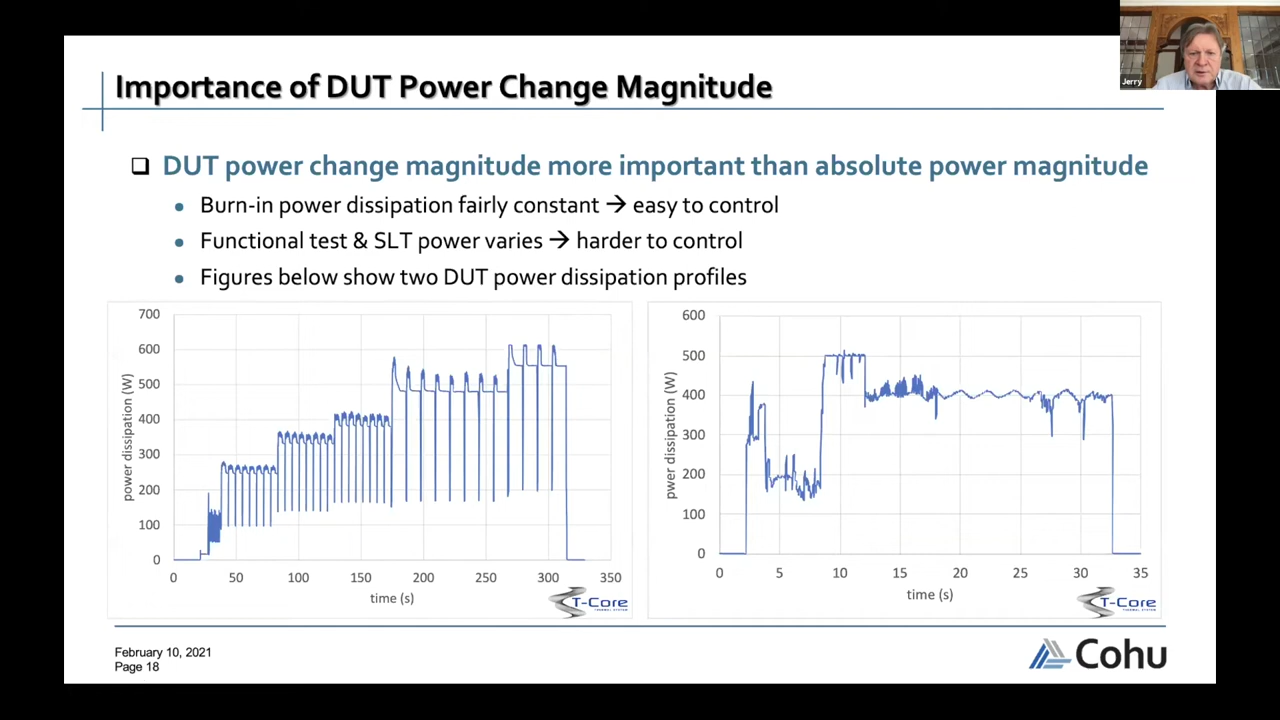 Jerry
Importance of DUT Power Change Magnitude
DUT power change magnitude more important than absolute power magnitude
Burn-in power dissipation fairly constant → easy to control
Functional test & SLT power varies → harder to control
Figures below show two DUT power dissipation profiles
700
600
500
400
300
200
100
0
power dissipation (W)
0 50 100 150 200 250 300 350
time (s)
T-Core
THERMAL SYSTEM
600
500
400
300
200
100
0
pwer dissipation (W)
0 5 10 15 20 25 30 35
time (s)
T-Core
THERMAL SYSTEM
February 10, 2021
Page 18
Cohu